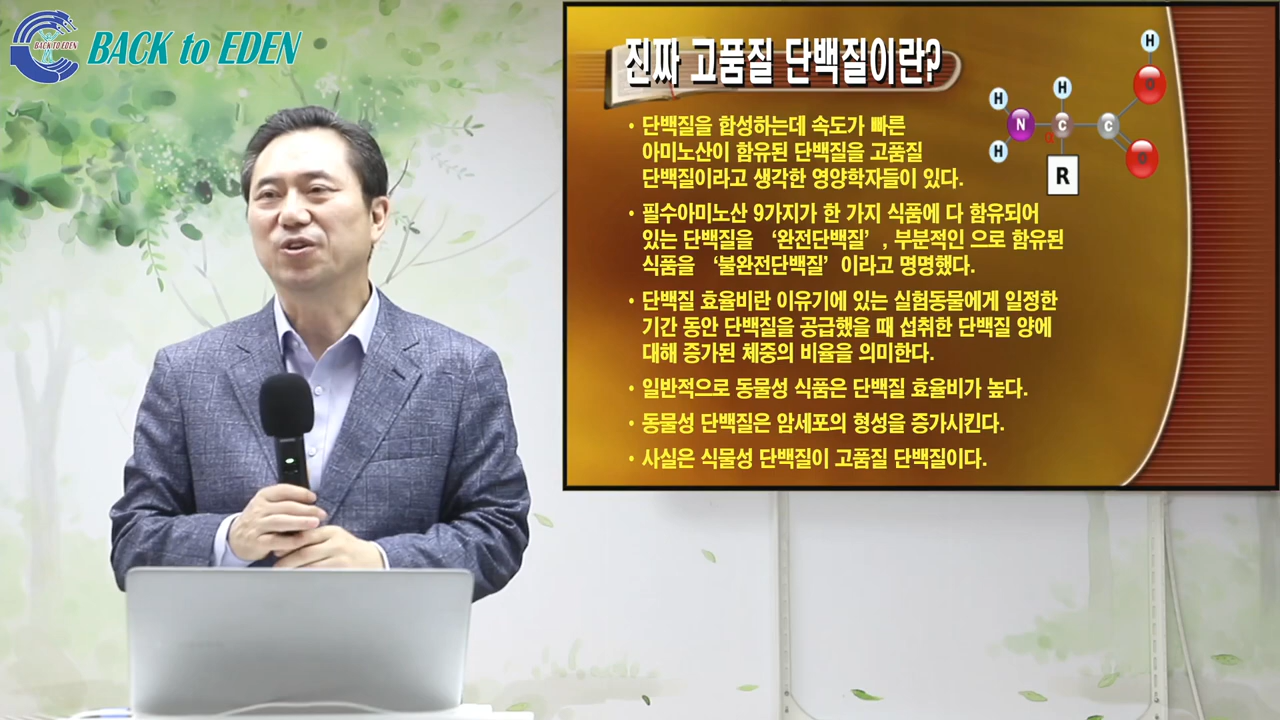 BACK TO EDEN
BACK to EDEN
진짜 고품질 단백질이란?
• 단백질을 합성하는데 속도가 빠른
아미노산이 함유된 단백질을 고품질
단백질이라고 생각한 영양학자들이 있다.
• 필수아미노산 9가지가 한 가지 식품에 다 함유되어
있는 단백질을 ‘완전단백질’, 부분적인 으로 함유된
식품을 ‘불완전단백질’이라고 명명했다.
• 단백질 효율비란 이유기에 있는 실험동물에게 일정한
기간 동안 단백질을 공급했을 때 섭취한 단백질 양에
대해 증가된 체중의 비율을 의미한다.
• 일반적으로 동물성 식품은 단백질 효율비가 높다.
• 동물성 단백질은 암세포의 형성을 증가시킨다.
• 사실은 식물성 단백질이 고품질 단백질이다.
H
H H O
N C C
H α O
R